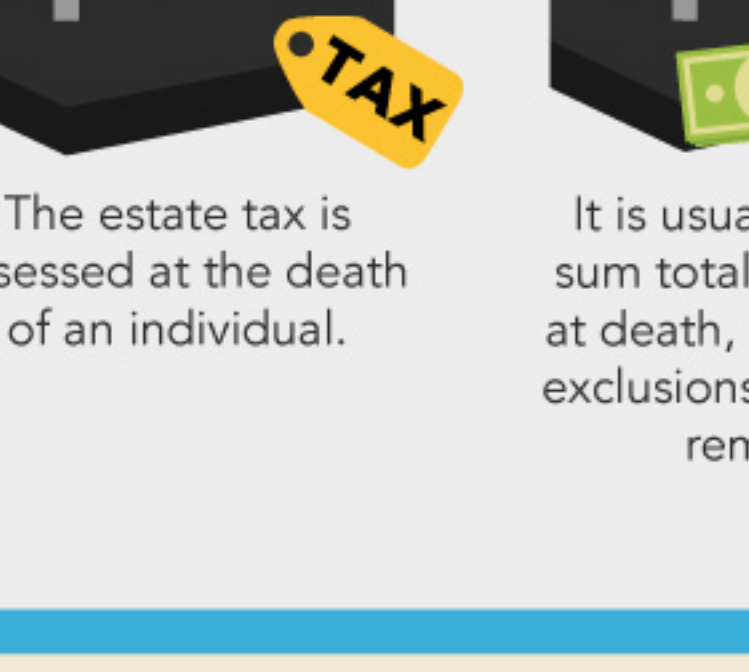 TAX
The estate tax is
sessed at the death
of an individual.
It is usua
sum total
at death,
exclusions
rem